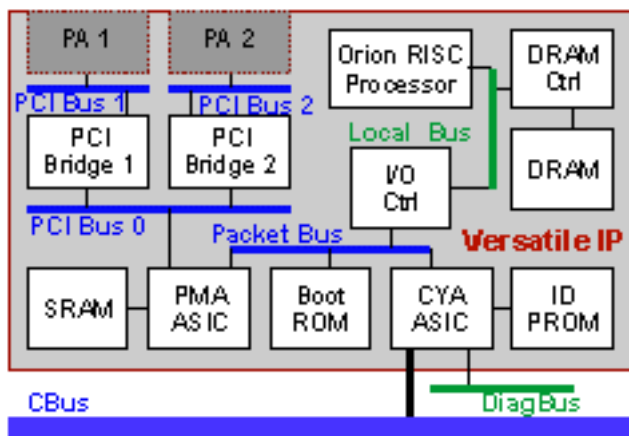 PA 1
PA 2
Orion RISC
Processor
DRAM
Ctrl
PCI Bus 1
PCI Bus 2
PCI
Bridge 1
PCI
Bridge 2
Local Bus
I/O
Ctrl
DRAM
PCI Bus 0
Packet Bus
Versatile IP
SRAM
PMA
ASIC
Boot
ROM
CYA
ASIC
ID
PROM
CBus
DiagBus